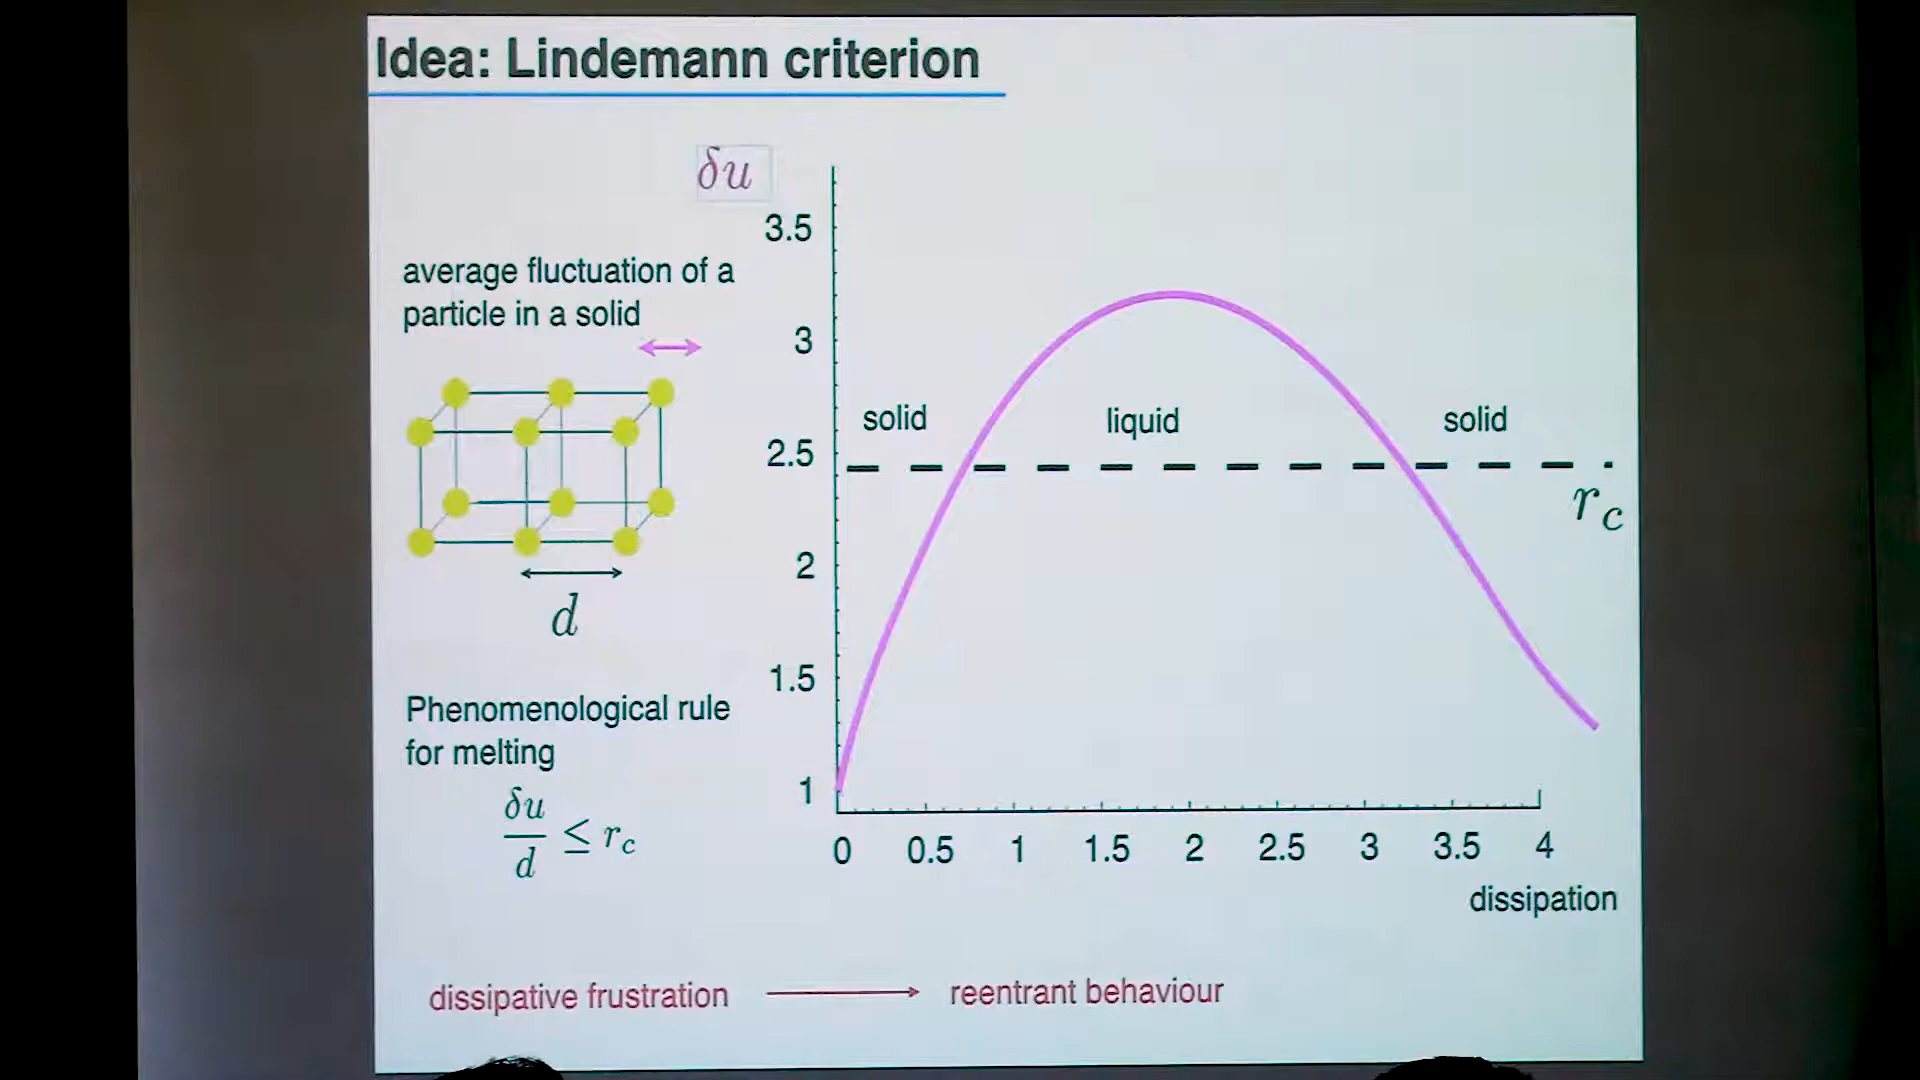 Idea: Lindemann criterion
δu
average fluctuation of a
particle in a solid
d
Phenomenological rule
for melting
δu/d ≤ r_c
3.5
3
2.5
2
1.5
1
solid liquid solid
r_c
0 0.5 1 1.5 2 2.5 3 3.5 4
dissipation
dissipative frustration → reentrant behaviour